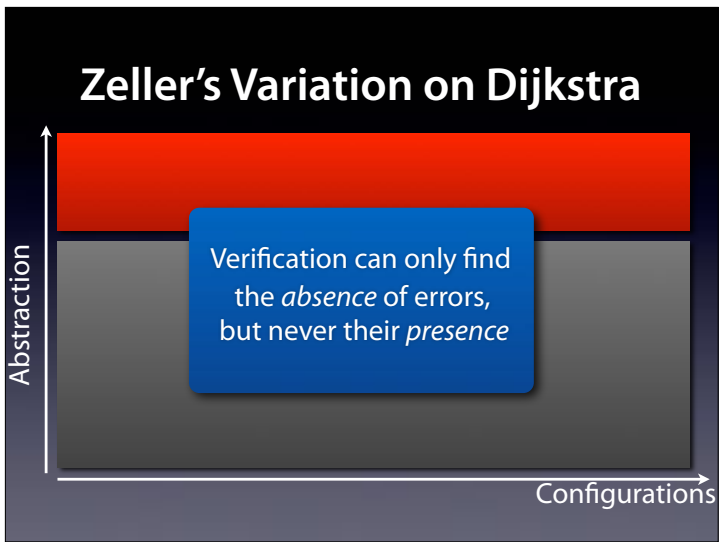 Zeller’s Variation on Dijkstra
Abstraction
Verification can only find
the absence of errors,
but never their presence
Configurations